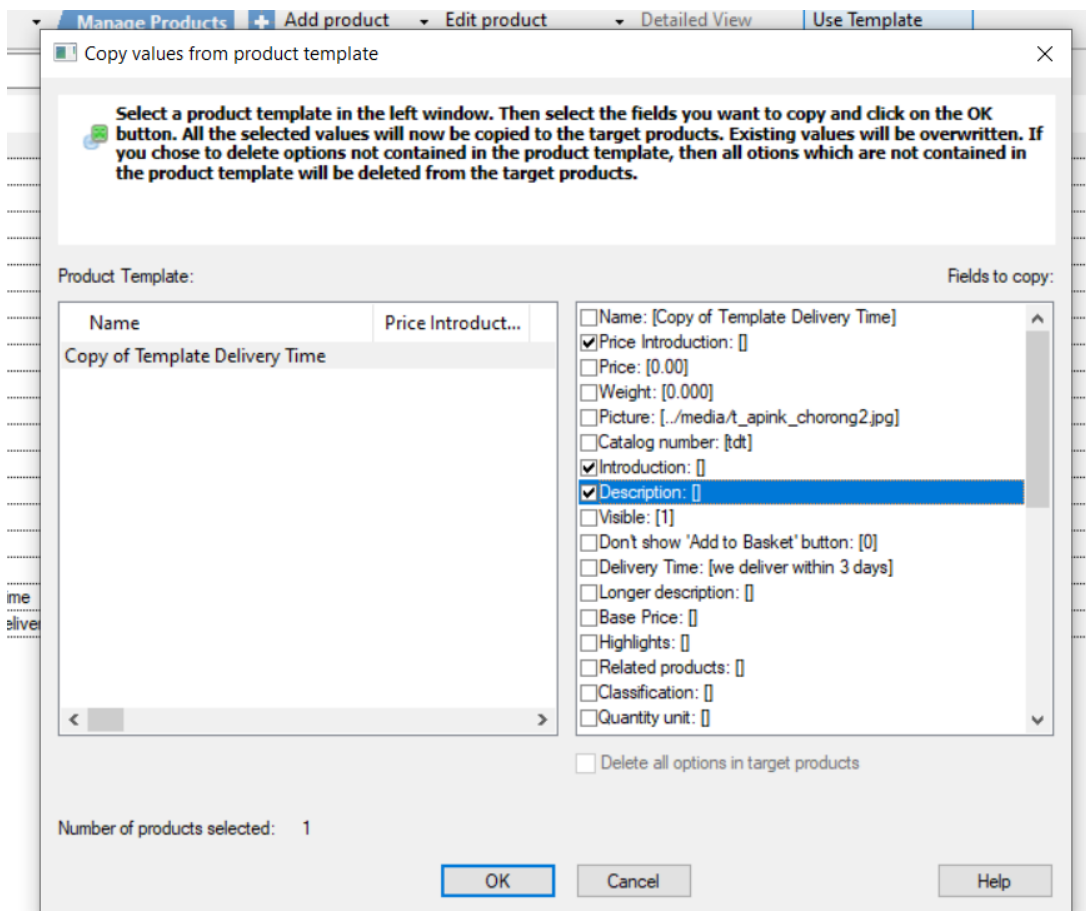 Manage Products Add product Edit product Detailed View Use Template
Copy values from product template
Select a product template in the left window. Then select the fields you want to copy and click on the OK
button. All the selected values will now be copied to the target products. Existing values will be overwritten. If
you chose to delete options not contained in the product template, then all otions which are not contained in
the product template will be deleted from the target products.
Product Template:
Fields to copy:
Name Price Introduct...
Copy of Template Delivery Time
Name: [Copy of Template Delivery Time]
Price Introduction: []
Price: [0.00]
Weight: [0.000]
Picture: [../media/t_apink_chorong2.jpg]
Catalog number: [tdt]
Introduction: []
Description: []
Visible: [1]
Don't show 'Add to Basket' button: [0]
Delivery Time: [we deliver within 3 days]
Longer description: []
Base Price: []
Highlights: []
Related products: []
Classification: []
Quantity unit: []
ime
eliver
Delete all options in target products
Number of products selected: 1
OK Cancel Help